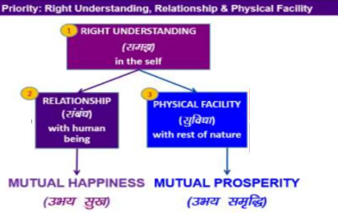 Priority: Right Understanding, Relationship & Physical Facility
1
RIGHT UNDERSTANDING
(समझ)
in the self
2
RELATIONSHIP
(संबंध)
with human
being
3
PHYSICAL FACILITY
(सुविधा)
with rest of nature
MUTUAL HAPPINESS
(उभय सुख)
MUTUAL PROSPERITY
(उभय समृद्धि)